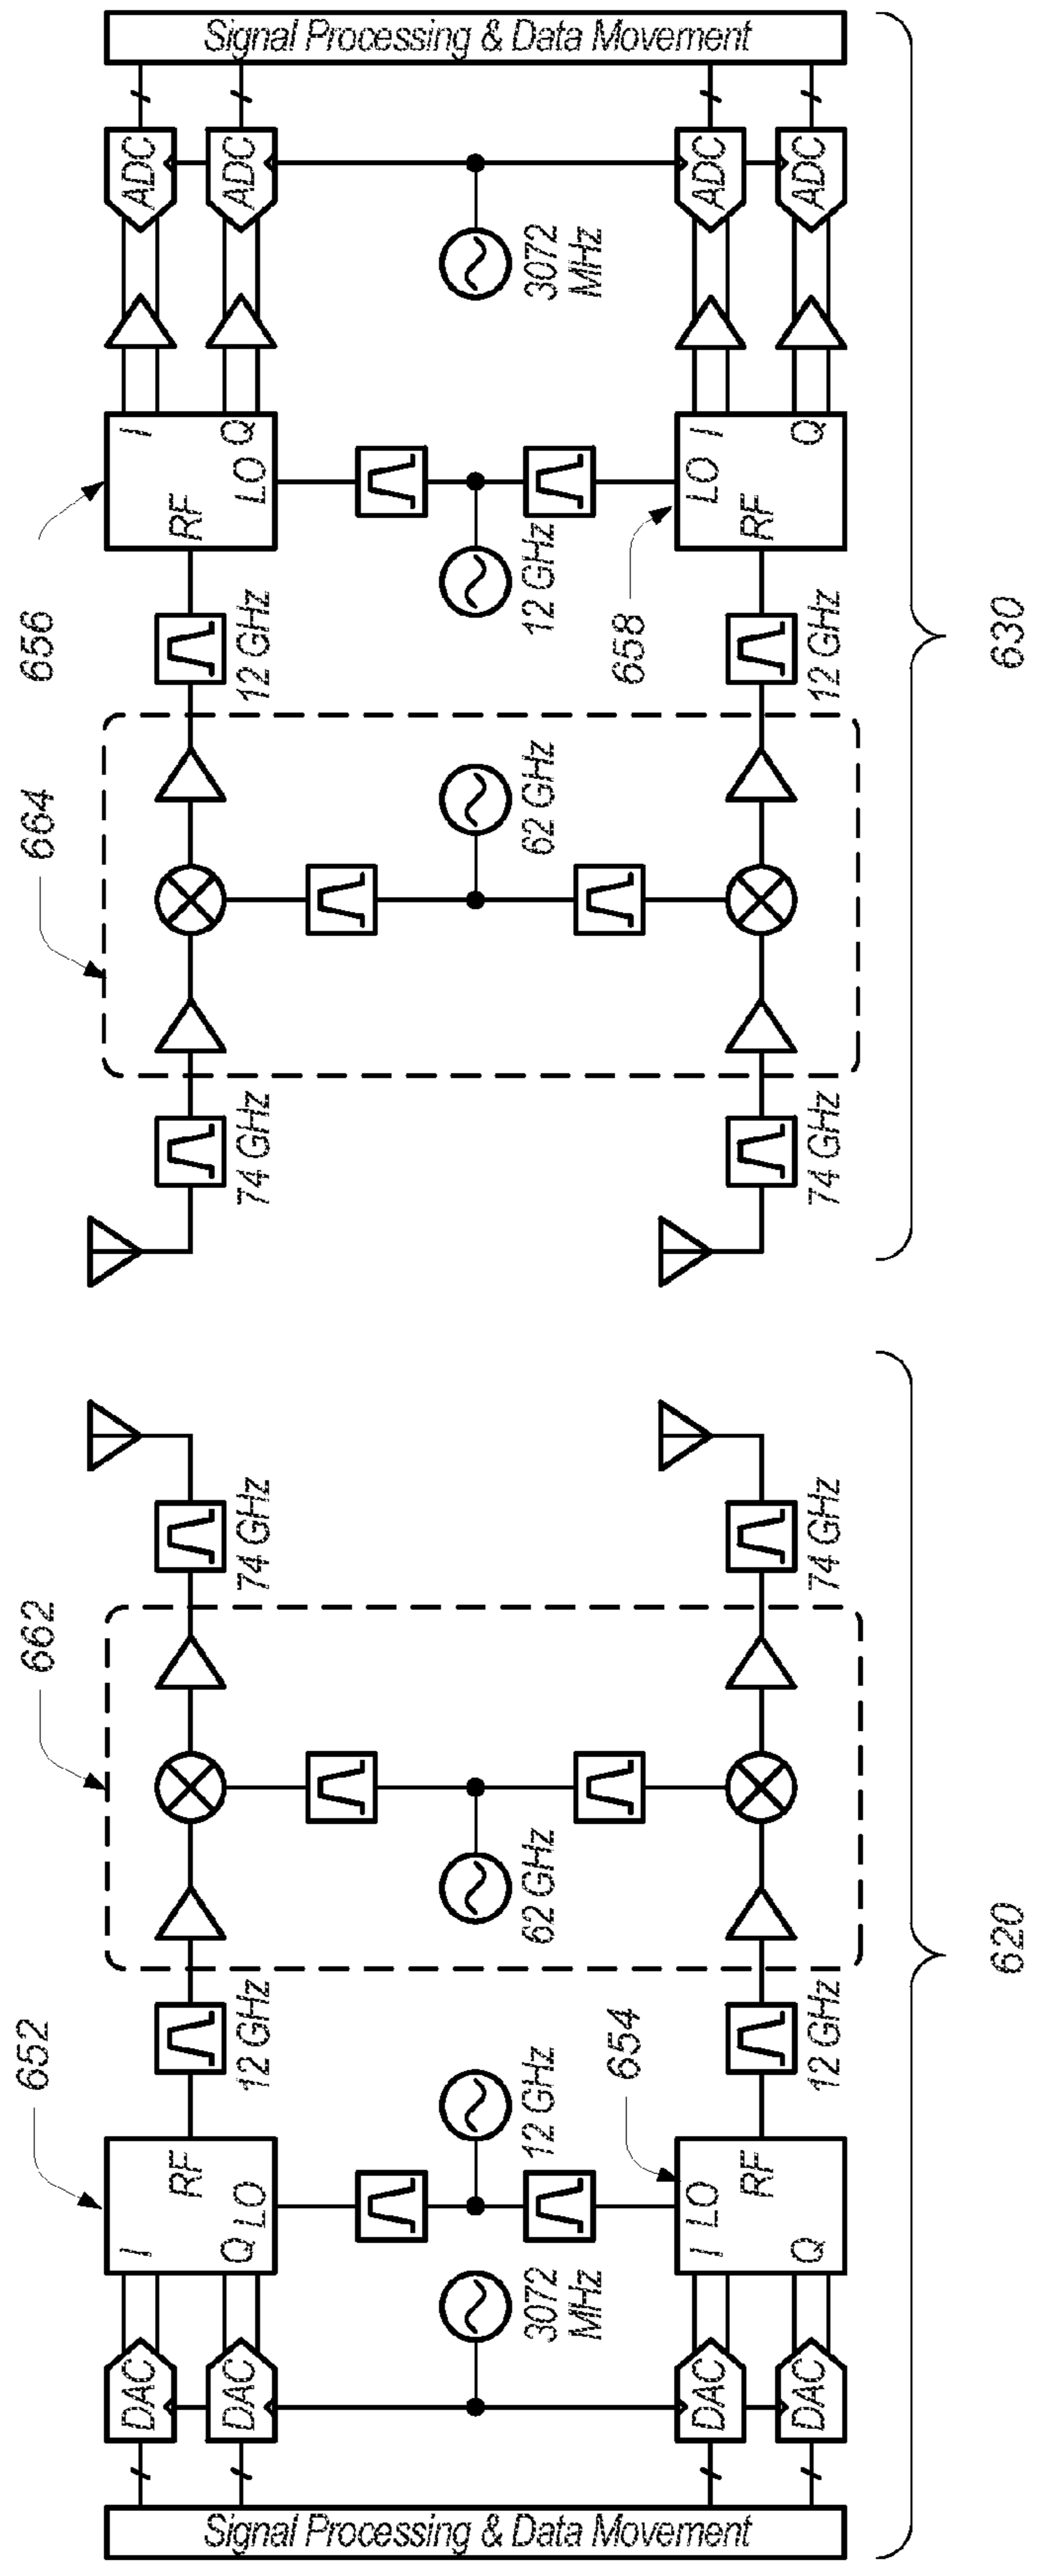 Signal Processing & Data Movement
ADC
ADC
ADC
ADC
3072
MHz
I
Q
LO
RF
LO
I
Q
RF
656
12 GHz
658
12 GHz
12 GHz
664
62 GHz
74 GHz
74 GHz
630
74 GHz
74 GHz
662
62 GHz
652
12 GHz
12 GHz
654
12 GHz
RF
I
Q
LO
RF
I
LO
Q
3072
MHz
DAC
DAC
DAC
DAC
Signal Processing & Data Movement
620